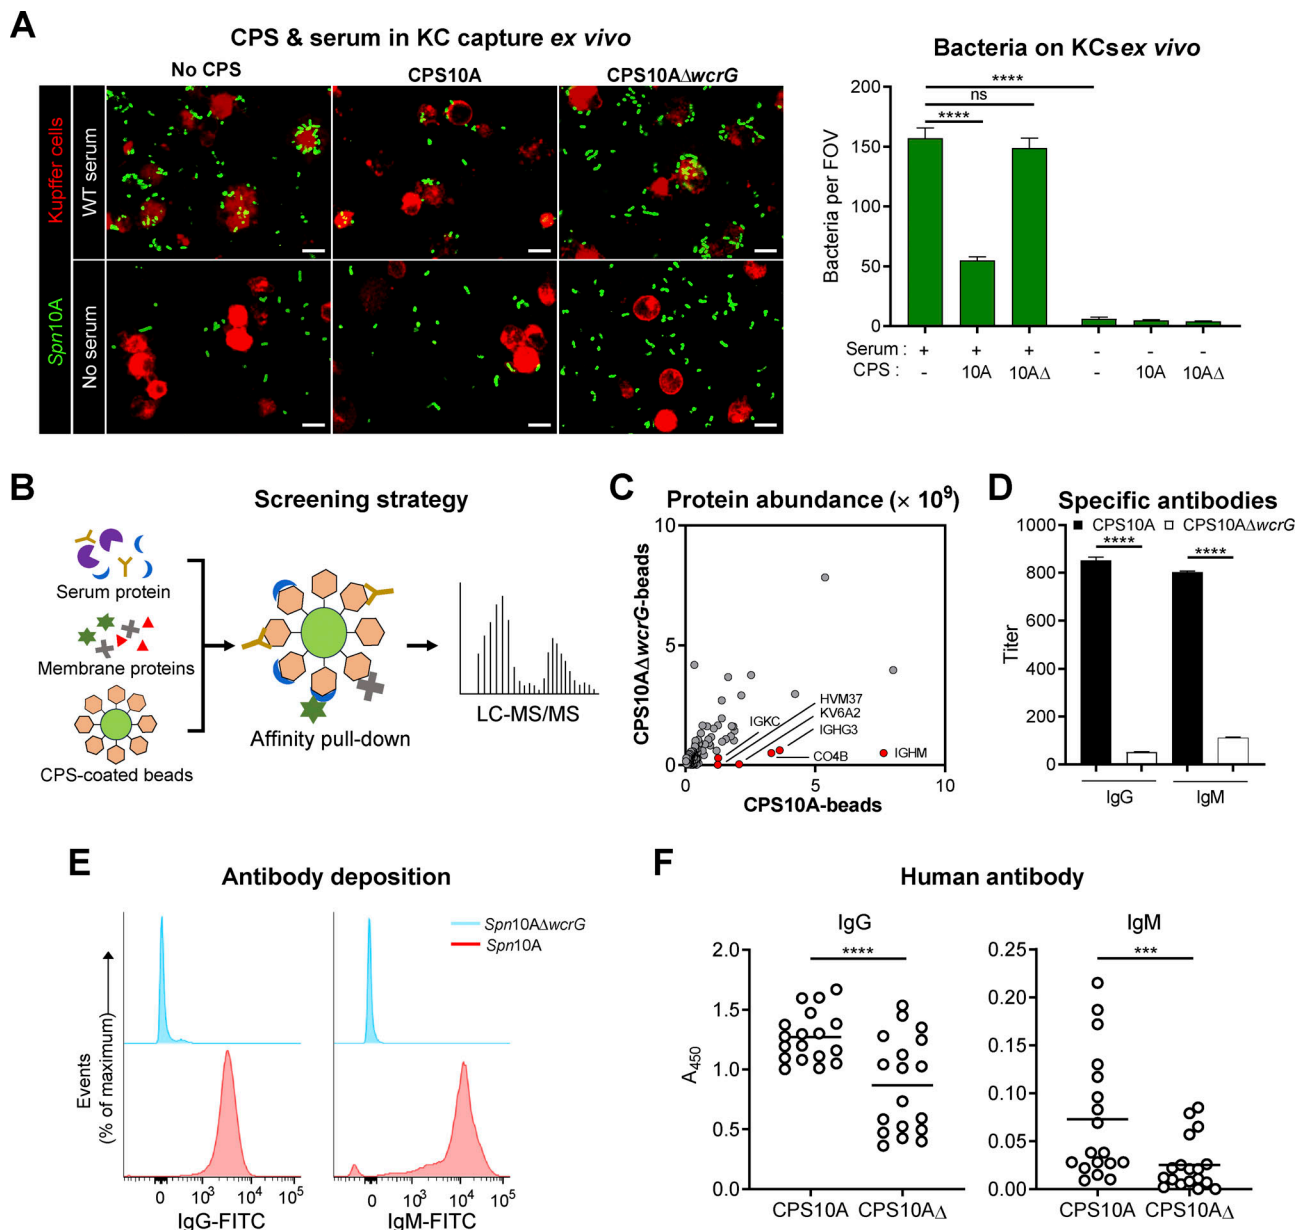 A
CPS & serum in KC capture ex vivo
No CPS
CPS10A
CPS10AΔwcrG
Kupffer cells
Spn10A
WT serum
No serum
Bacteria on KCsex vivo
****
ns
****
200
150
100
50
0
Bacteria per FOV
Serum : + + + - - -
CPS : - 10A 10AΔ - 10A 10AΔ
B
Screening strategy
Serum protein
Membrane proteins
CPS-coated beads
Affinity pull-down
LC-MS/MS
C
Protein abundance (× 10⁹)
10
5
0
CPS10AΔwcrG-beads
HVM37
KV6A2
IGKC
IGHG3
CO4B
IGHM
0 5 10
CPS10A-beads
D
Specific antibodies
CPS10A CPS10AΔwcrG
**** ****
1000
800
600
400
200
0
Titer
IgG IgM
E
Antibody deposition
Spn10AΔwcrG
Spn10A
Events
(% of maximum)
0 10³ 10⁴ 10⁵
IgG-FITC
0 10³ 10⁴ 10⁵
IgM-FITC
F
Human antibody
IgG
****
2.0
1.5
1.0
0.5
0.0
A450
CPS10A CPS10AΔ
IgM
***
0.25
0.20
0.15
0.10
0.05
0.00
CPS10A CPS10AΔ